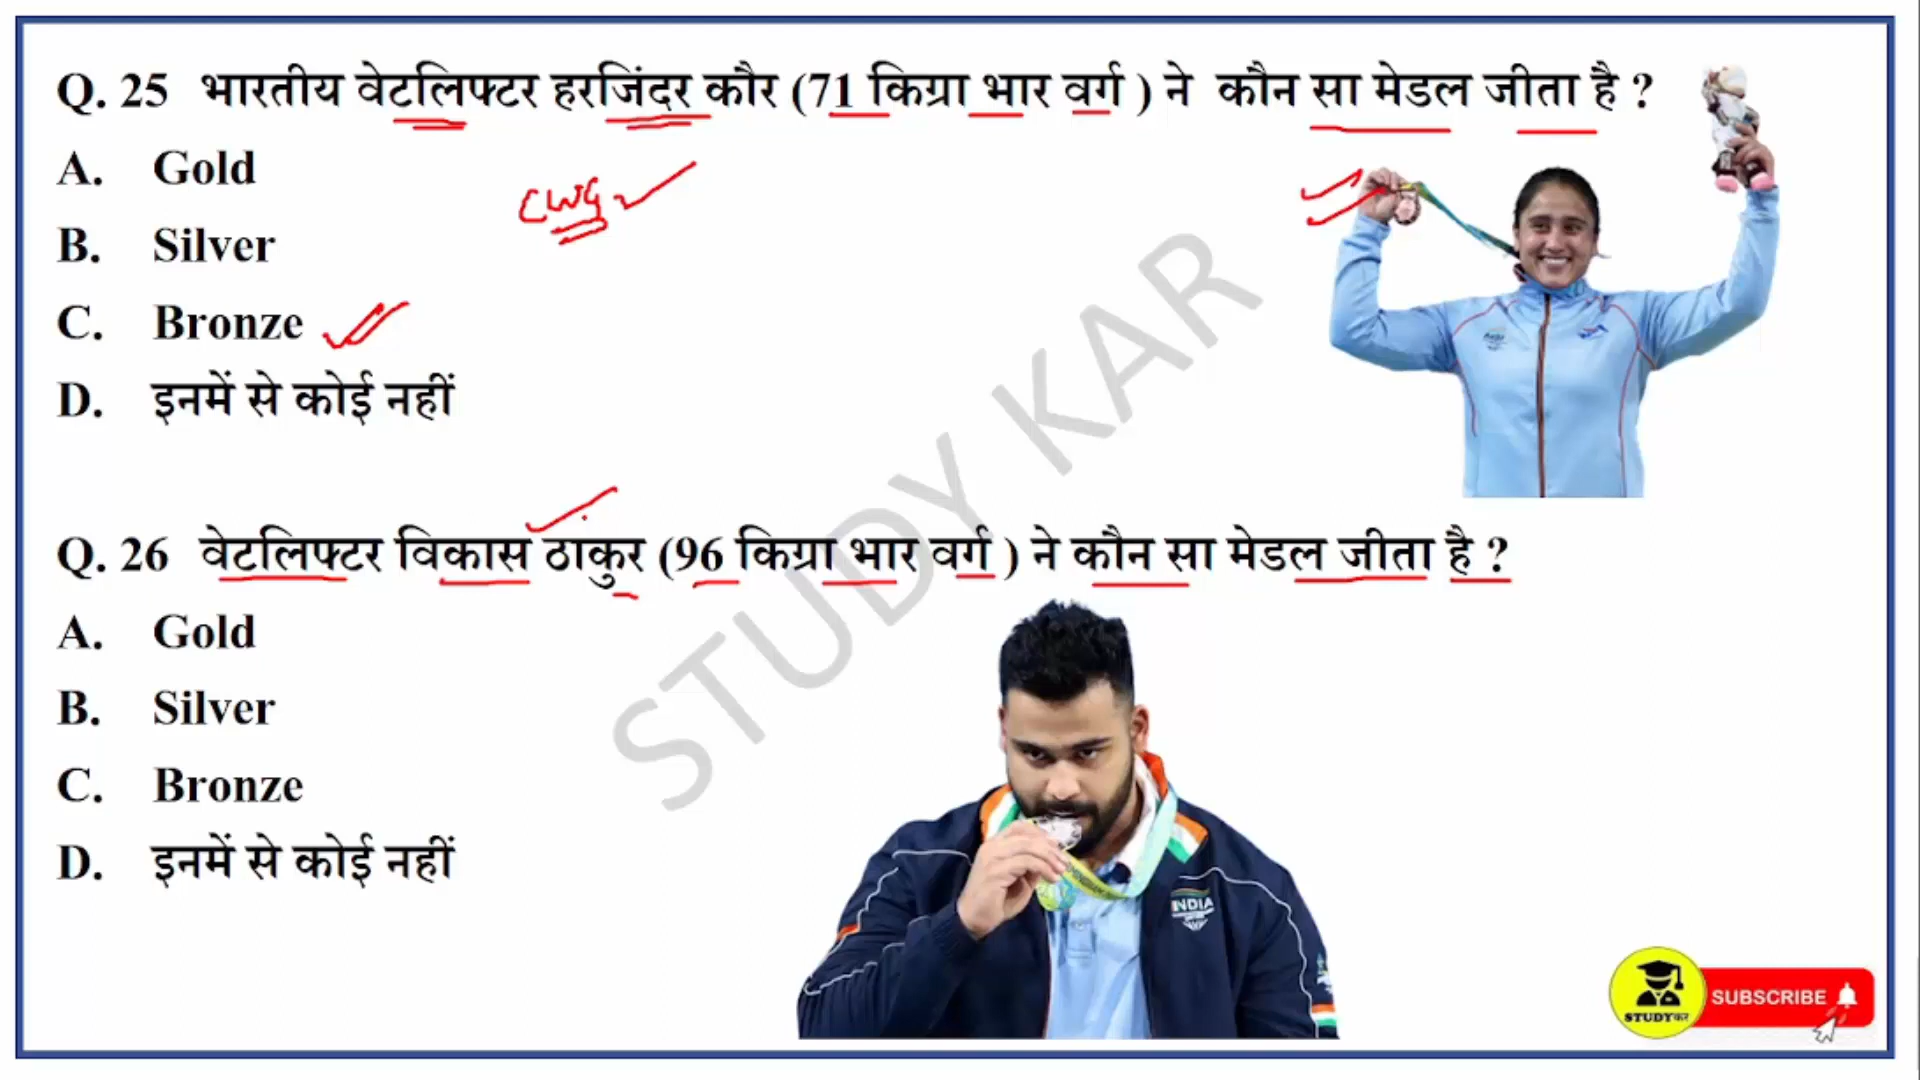 Q. 25 भारतीय वेटलिफ्टर हरजिंदर कौर (71 किग्रा भार वर्ग ) ने कौन सा मेडल जीता है ?
A. Gold
CWG
B. Silver
C. Bronze
D. इनमें से कोई नहीं
STUDY KAR
Q. 26 वेटलिफ्टर विकास ठाकुर (96 किग्रा भार वर्ग ) ने कौन सा मेडल जीता है ?
A. Gold
B. Silver
C. Bronze
D. इनमें से कोई नहीं
INDIA
SUBSCRIBE
STUDYकर